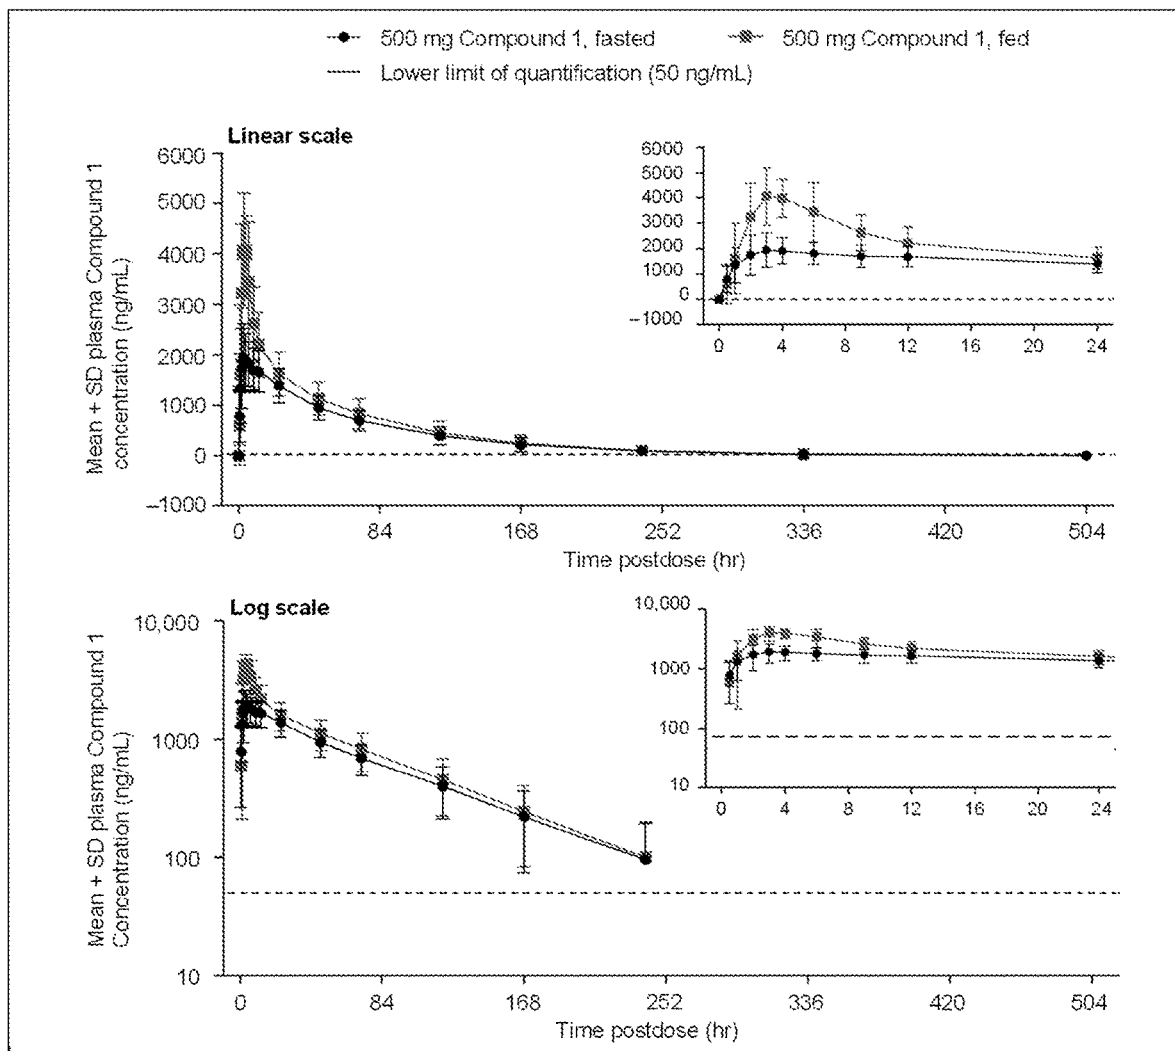 500 mg Compound 1, fasted
500 mg Compound 1, fed
Lower limit of quantification (50 ng/mL)
Linear scale
Mean + SD plasma Compound 1
concentration (ng/mL)
6000
5000
4000
3000
2000
1000
0
–1000
0 84 168 252 336 420 504
Time postdose (hr)
6000
5000
4000
3000
2000
1000
0
–1000
0 4 8 12 16 20 24
Log scale
Mean + SD plasma Compound 1
Concentration (ng/mL)
10,000
1000
100
10
0 84 168 252 336 420 504
Time postdose (hr)
10,000
1000
100
10
0 4 8 12 16 20 24